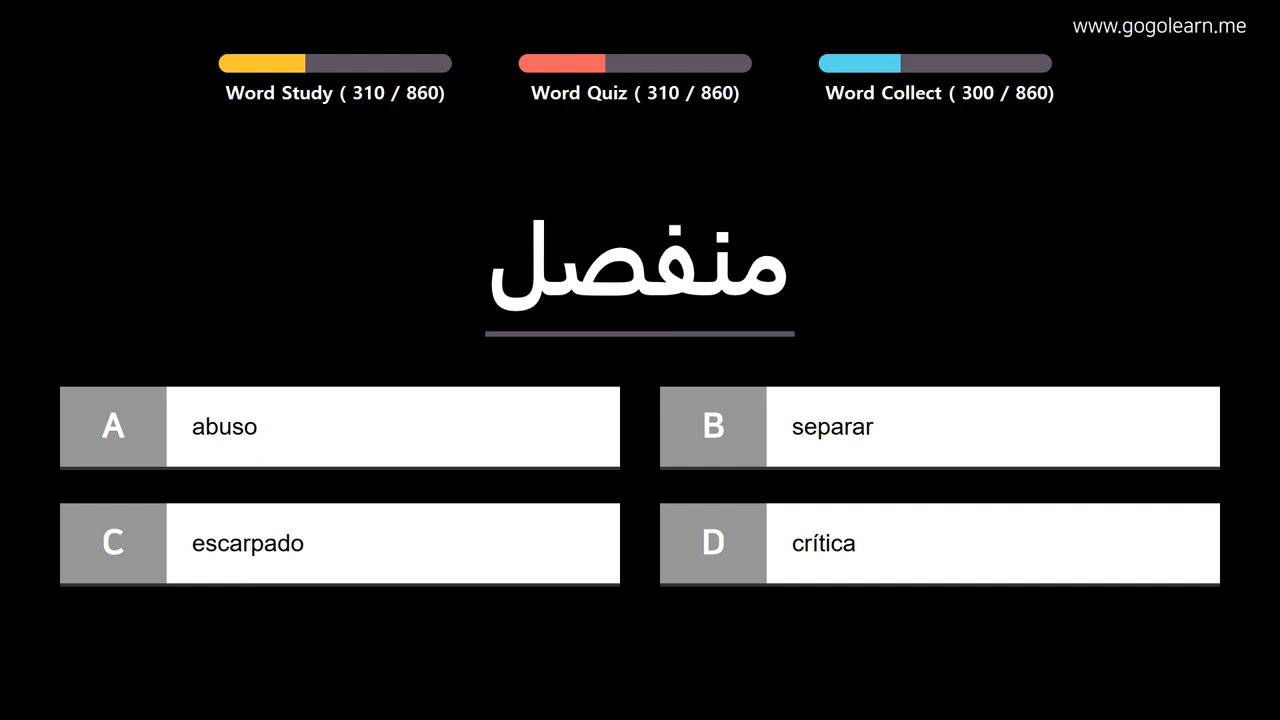 www.gogolearn.me
Word Study ( 310 / 860)
Word Quiz ( 310 / 860)
Word Collect ( 300 / 860)
منفصل
A abuso
B separar
C escarpado
D crítica